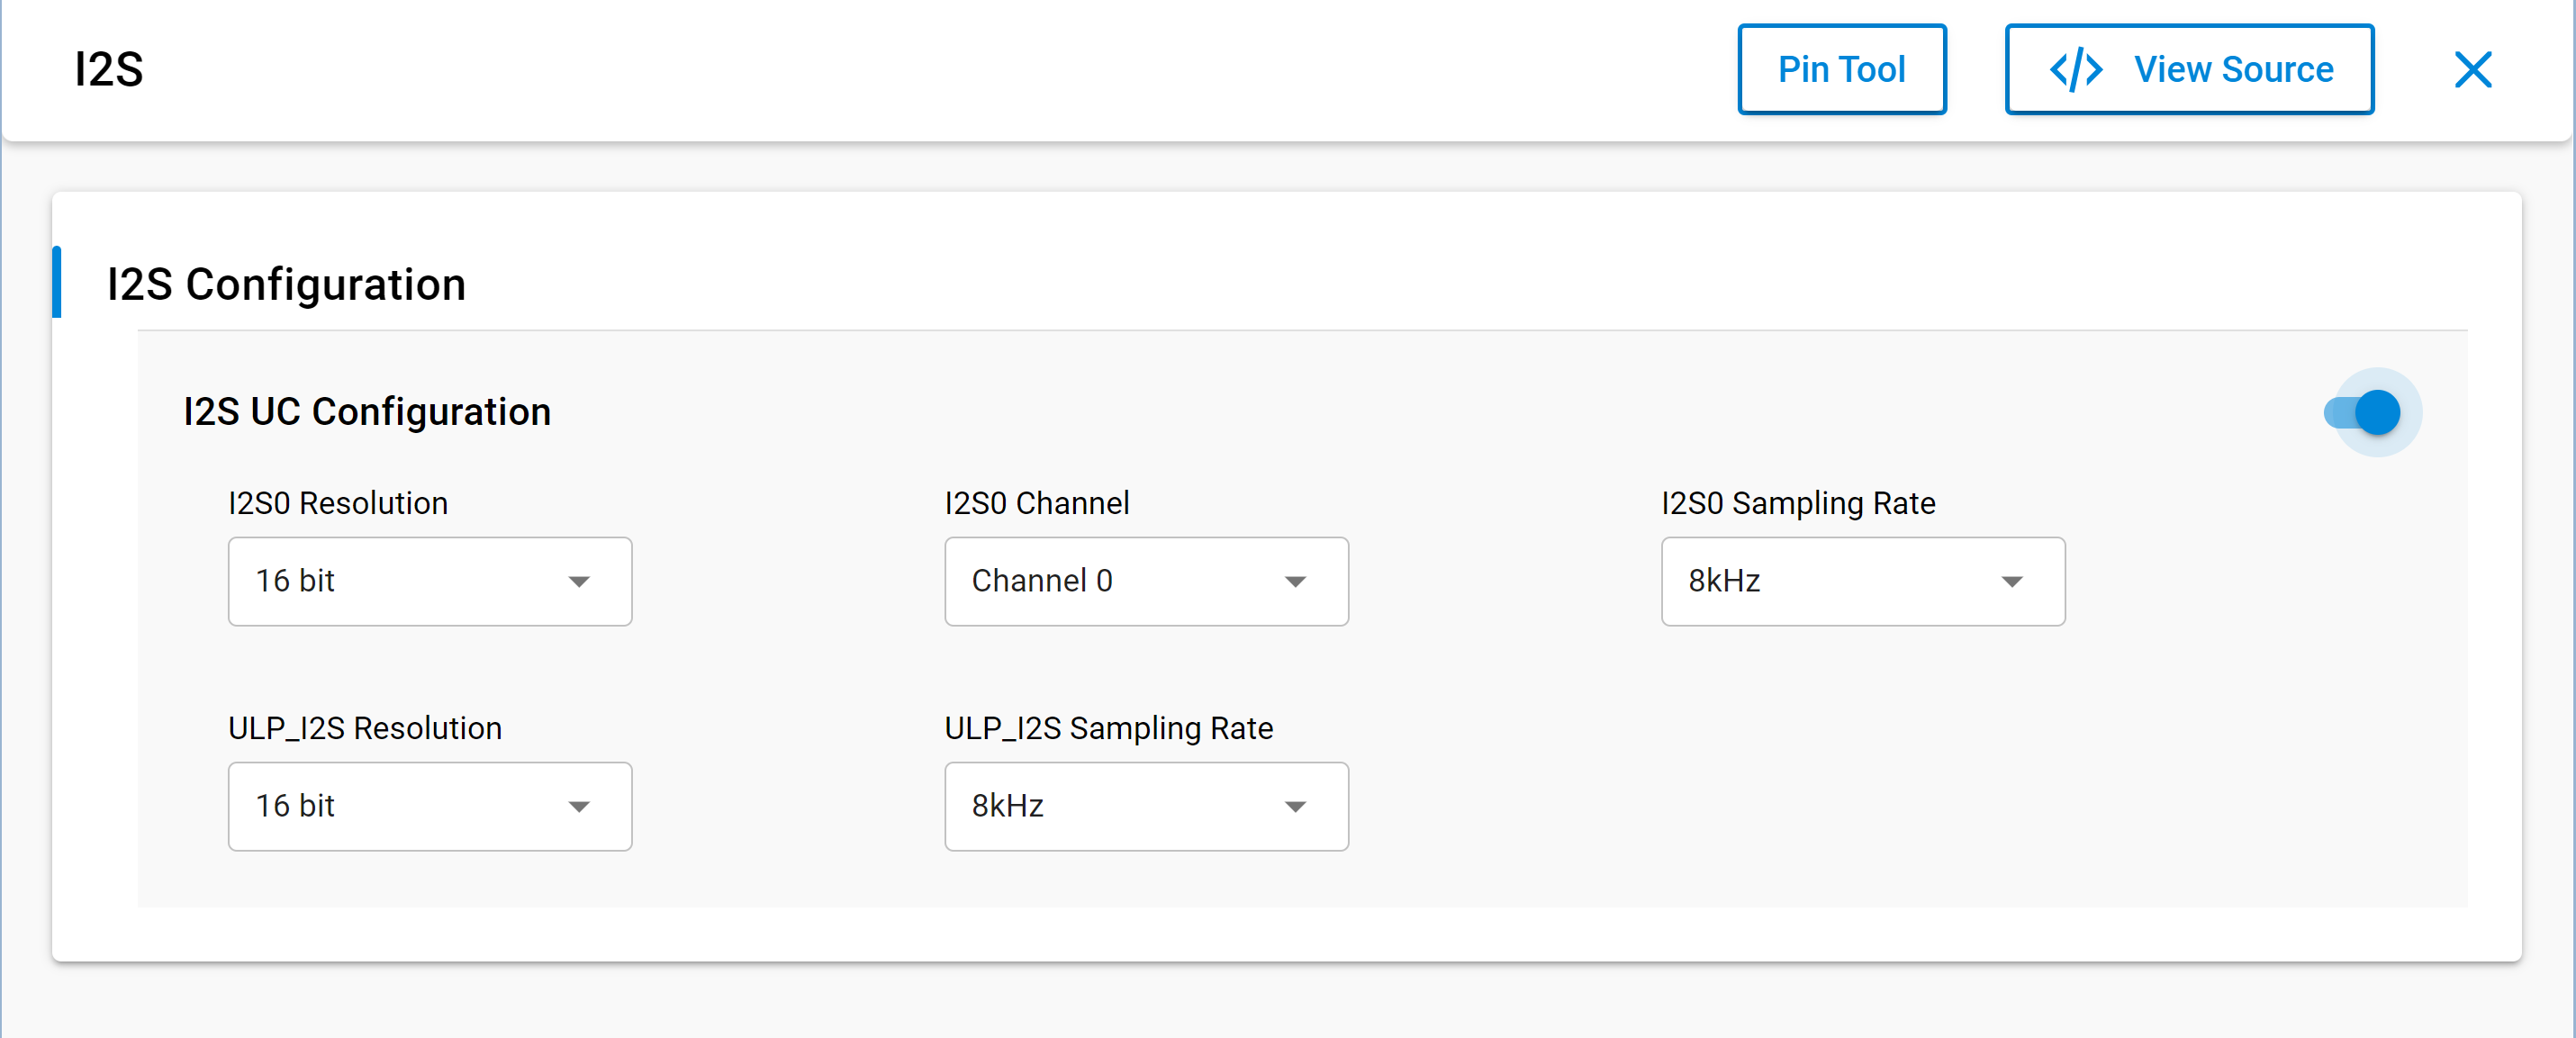 I2S
Pin Tool
</> View Source
I2S Configuration
I2S UC Configuration
I2S0 Resolution
I2S0 Channel
I2S0 Sampling Rate
16 bit
Channel 0
8kHz
ULP_I2S Resolution
ULP_I2S Sampling Rate
16 bit
8kHz